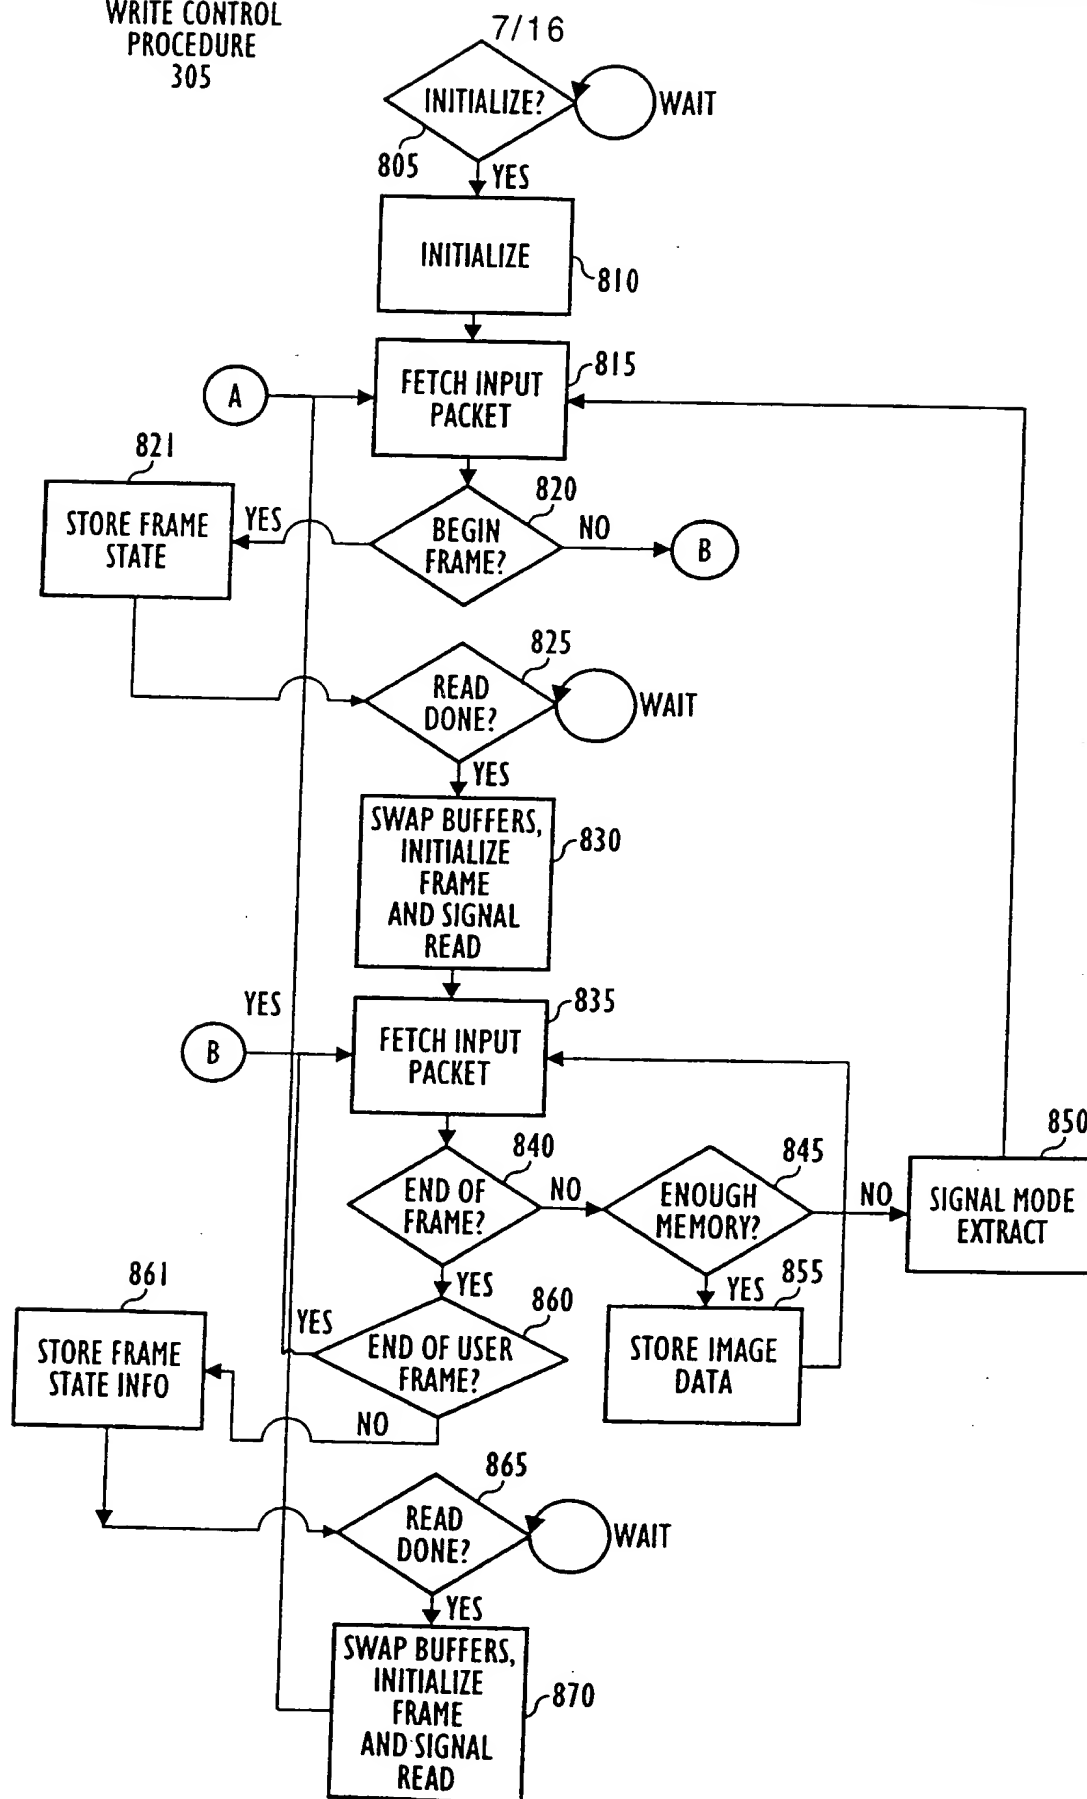 WRITE CONTROL
PROCEDURE
305
7/16
INITIALIZE?
WAIT
805
YES
INITIALIZE
810
FETCH INPUT
PACKET
815
A
821
STORE FRAME
STATE
YES
BEGIN
FRAME?
820
NO
B
825
READ
DONE?
WAIT
YES
SWAP BUFFERS,
INITIALIZE
FRAME
AND SIGNAL
READ
830
YES
B
FETCH INPUT
PACKET
835
END OF
FRAME?
840
NO
ENOUGH
MEMORY?
845
NO
SIGNAL MODE
EXTRACT
850
YES
YES
855
STORE IMAGE
DATA
861
STORE FRAME
STATE INFO
YES
END OF USER
FRAME?
860
NO
865
READ
DONE?
WAIT
YES
SWAP BUFFERS,
INITIALIZE
FRAME
AND SIGNAL
READ
870